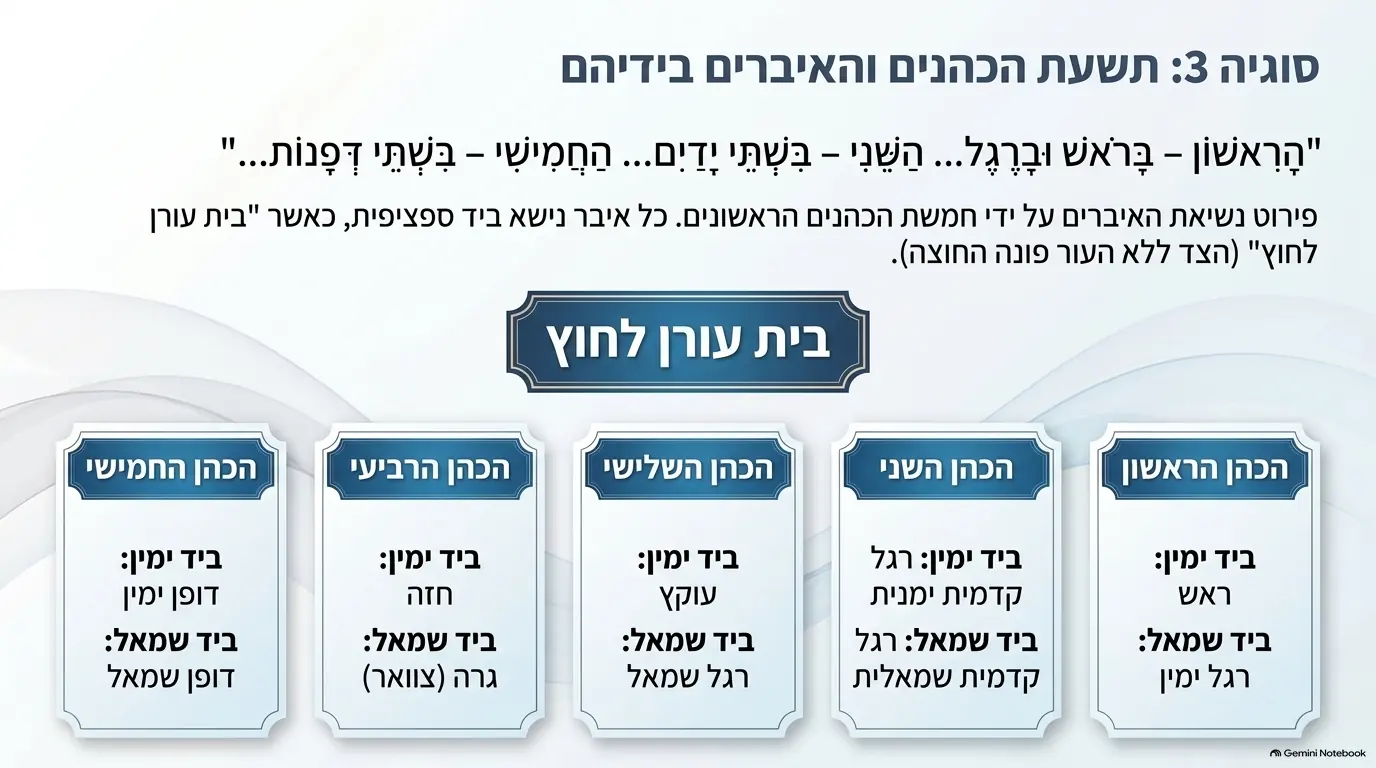 סוגיה 3: תשעת הכהנים והאיברים בידיהם
"הָרִאשׁוֹן – בָּרֹאשׁ וּבָרֶגֶל... הַשֵּׁנִי – בִּשְׁתֵּי יָדַיִם... הַחֲמִישִׁי – בִּשְׁתֵּי דְּפָנוֹת..."
פירוט נשיאת האיברים על ידי חמשת הכהנים הראשונים. כל איבר נישא ביד ספציפית, כאשר "בית עורן
לחוץ" (הצד ללא העור פונה החוצה).
בית עורן לחוץ
הכהן הראשון
ביד ימין:
ראש
ביד שמאל:
רגל ימין
הכהן השני
ביד ימין: רגל
קדמית ימנית
ביד שמאל: רגל
קדמית שמאלית
הכהן השלישי
ביד ימין:
עוקץ
ביד שמאל:
רגל שמאל
הכהן הרביעי
ביד ימין:
חזה
ביד שמאל:
גרה (צוואר)
הכהן החמישי
ביד ימין:
דופן ימין
ביד שמאל:
דופן שמאל
Gemini Notebook